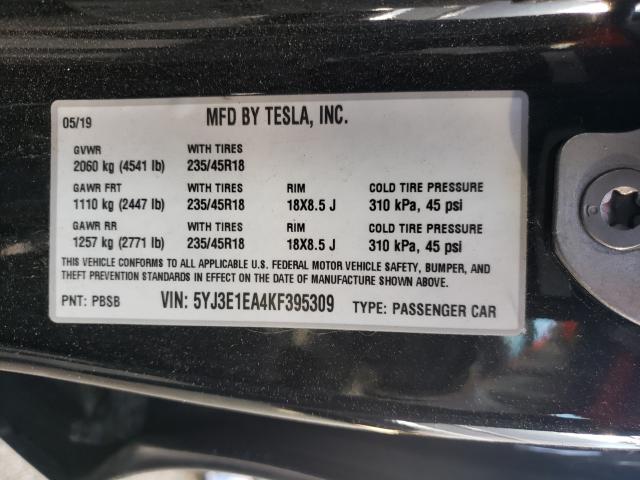 05/19 MFD BY TESLA, INC.
GVWR WITH TIRES
2060 kg (4541 lb) 235/45R18
GAWR FRT WITH TIRES RIM COLD TIRE PRESSURE
1110 kg (2447 lb) 235/45R18 18X8.5 J 310 kPa, 45 psi
GAWR RR WITH TIRES RIM COLD TIRE PRESSURE
1257 kg (2771 lb) 235/45R18 18X8.5 J 310 kPa, 45 psi
THIS VEHICLE CONFORMS TO ALL APPLICABLE U.S. FEDERAL MOTOR VEHICLE SAFETY, BUMPER, AND
THEFT PREVENTION STANDARDS IN EFFECT ON THE DATE OF MANUFACTURE SHOWN ABOVE.
PNT: PBSB VIN: 5YJ3E1EA4KF395309 TYPE: PASSENGER CAR